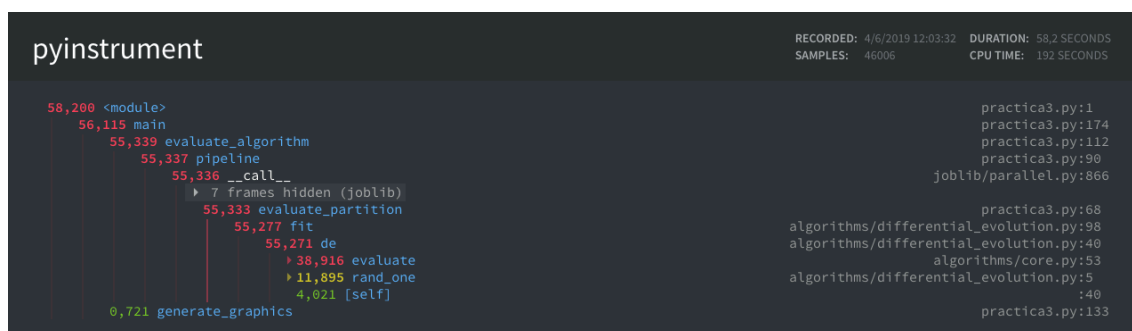 pyinstrument
RECORDED: 4/6/2019 12:03:32 DURATION: 58,2 SECONDS
SAMPLES: 46006 CPU TIME: 192 SECONDS
58,200 <module> practica3.py:1
56,115 main practica3.py:174
55,339 evaluate_algorithm practica3.py:112
55,337 pipeline practica3.py:90
55,336 __call__ joblib/parallel.py:866
▸ 7 frames hidden (joblib)
55,333 evaluate_partition practica3.py:68
55,277 fit algorithms/differential_evolution.py:98
55,271 de algorithms/differential_evolution.py:40
▸ 38,916 evaluate algorithms/core.py:53
▸ 11,895 rand_one algorithms/differential_evolution.py:5
4,021 [self] :40
0,721 generate_graphics practica3.py:133